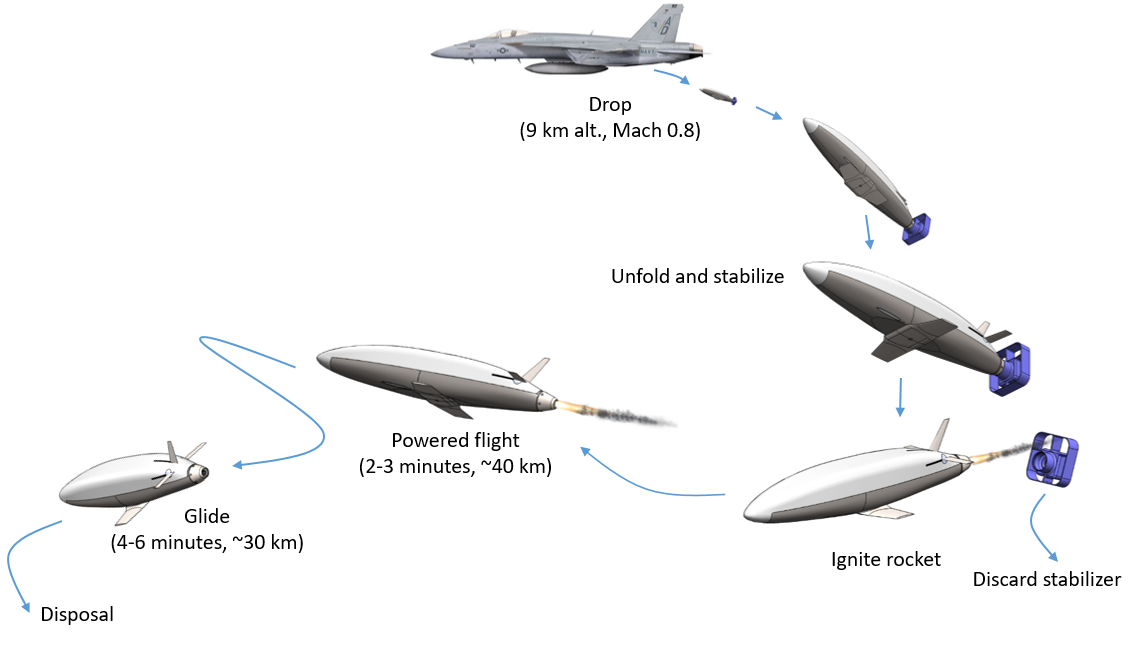 Drop
(9 km alt., Mach 0.8)
Unfold and stabilize
Powered flight
(2-3 minutes, ~40 km)
Glide
(4-6 minutes, ~30 km)
Ignite rocket
Discard stabilizer
Disposal